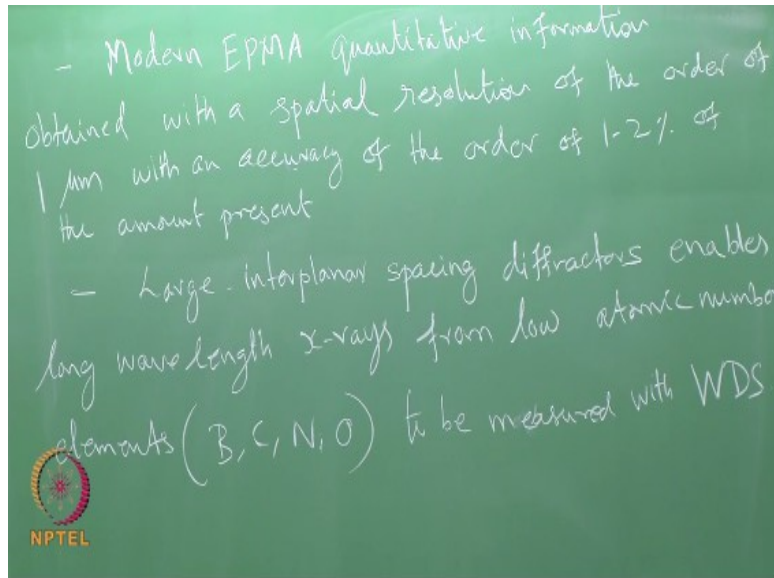 - Modern EPMA quantitative information
obtained with a spatial resolution of the order of
1 μm with an accuracy of the order of 1-2% of
the amount present
- Large-interplanar spacing diffractors enables
long wavelength x-rays from low atomic number
elements (B, C, N, O) to be measured with WDS
NPTEL